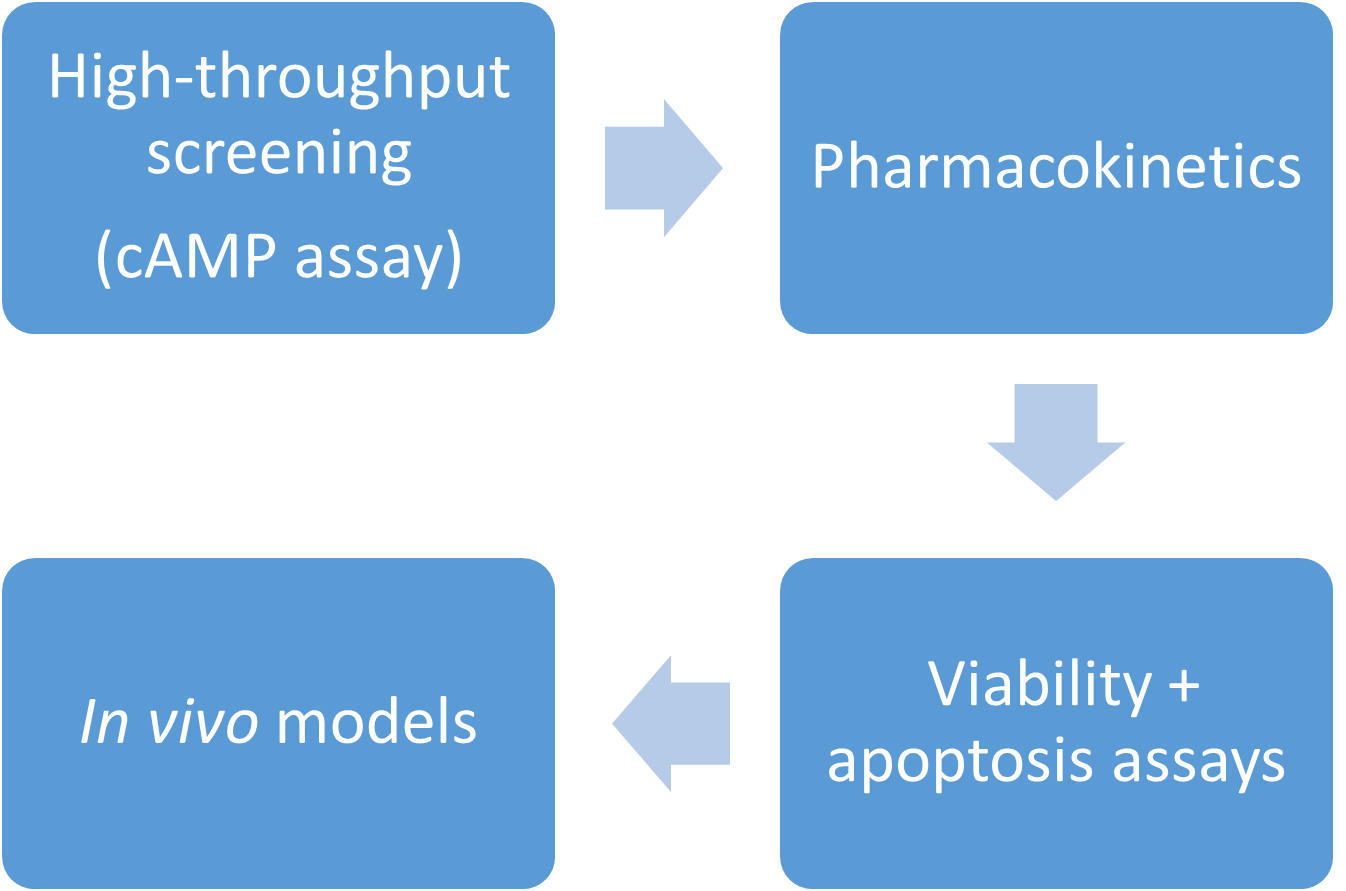 High-throughput
screening
(cAMP assay)
Pharmacokinetics
Viability +
apoptosis assays
In vivo models